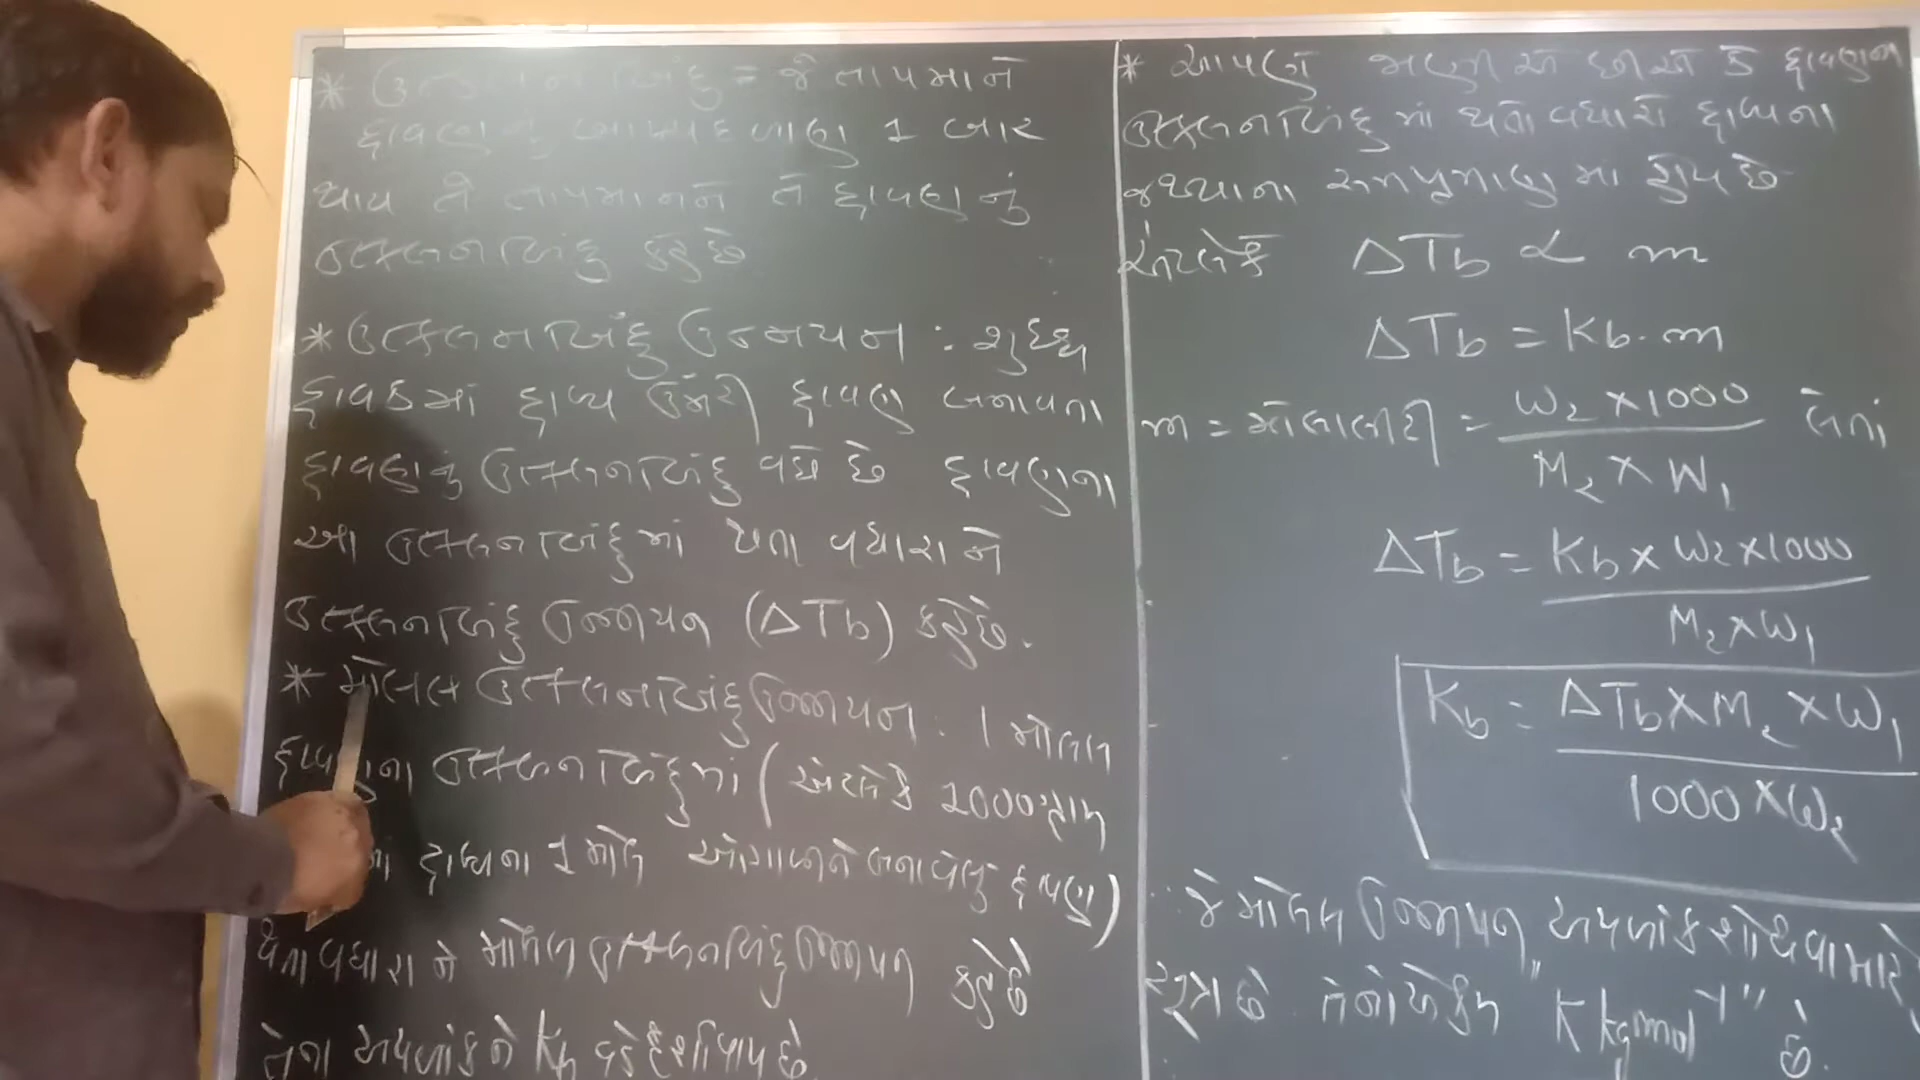 * ઉત્કલનબિંદુ = જે તાપમાને
દ્રાવણનું બાષ્પદબાણ 1 બાર
થાય તે તાપમાનને તે દ્રાવણનું
ઉત્કલનબિંદુ કહે છે
* ઉત્કલનબિંદુ ઉન્નયન : શુધ્ધ
દ્રાવકમાં દ્રાવ્ય ઉમેરી દ્રાવણ બનાવતા
દ્રાવણનું ઉત્કલનબિંદુ વધે છે દ્રાવણના
આ ઉત્કલનબિંદુમાં થતા વધારાને
ઉત્કલનબિંદુ ઉન્નયન (ΔTb) કહે છે.
* મોલલ ઉત્કલનબિંદુ ઉન્નયન : 1 મોલલ
ઉત્કલનબિંદુમાં (એટલે કે 1000 ગ્રામ
દ્રાવ્યના 1 મોલ ઓગાળીને બનાવેલું દ્રાવણ)
થતા વધારાને મોલલ ઉત્કલનબિંદુ ઉન્નયન કહે છે
તેના અચળાંકને Kb વડે દર્શાવાય છે.
* આપણે જાણીએ છીએ કે દ્રાવણના
ઉત્કલનબિંદુમાં થતો વધારો દ્રાવ્યના
જથ્થાના સમપ્રમાણમાં હોય છે
એટલે કે ΔTb ∝ m
ΔTb = Kb·m
m = મોલાલીટી = W₂ × 1000 / M₂ × W₁ લેતાં
ΔTb = Kb × W₂ × 1000 / M₂ × W₁
Kb = ΔTb × M₂ × W₁ / 1000 × W₂
જે મોલલ ઉન્નયન અચળાંક શોધવા માટે
સૂત્ર છે. તેનો એકમ "K kg mol⁻¹" છે.